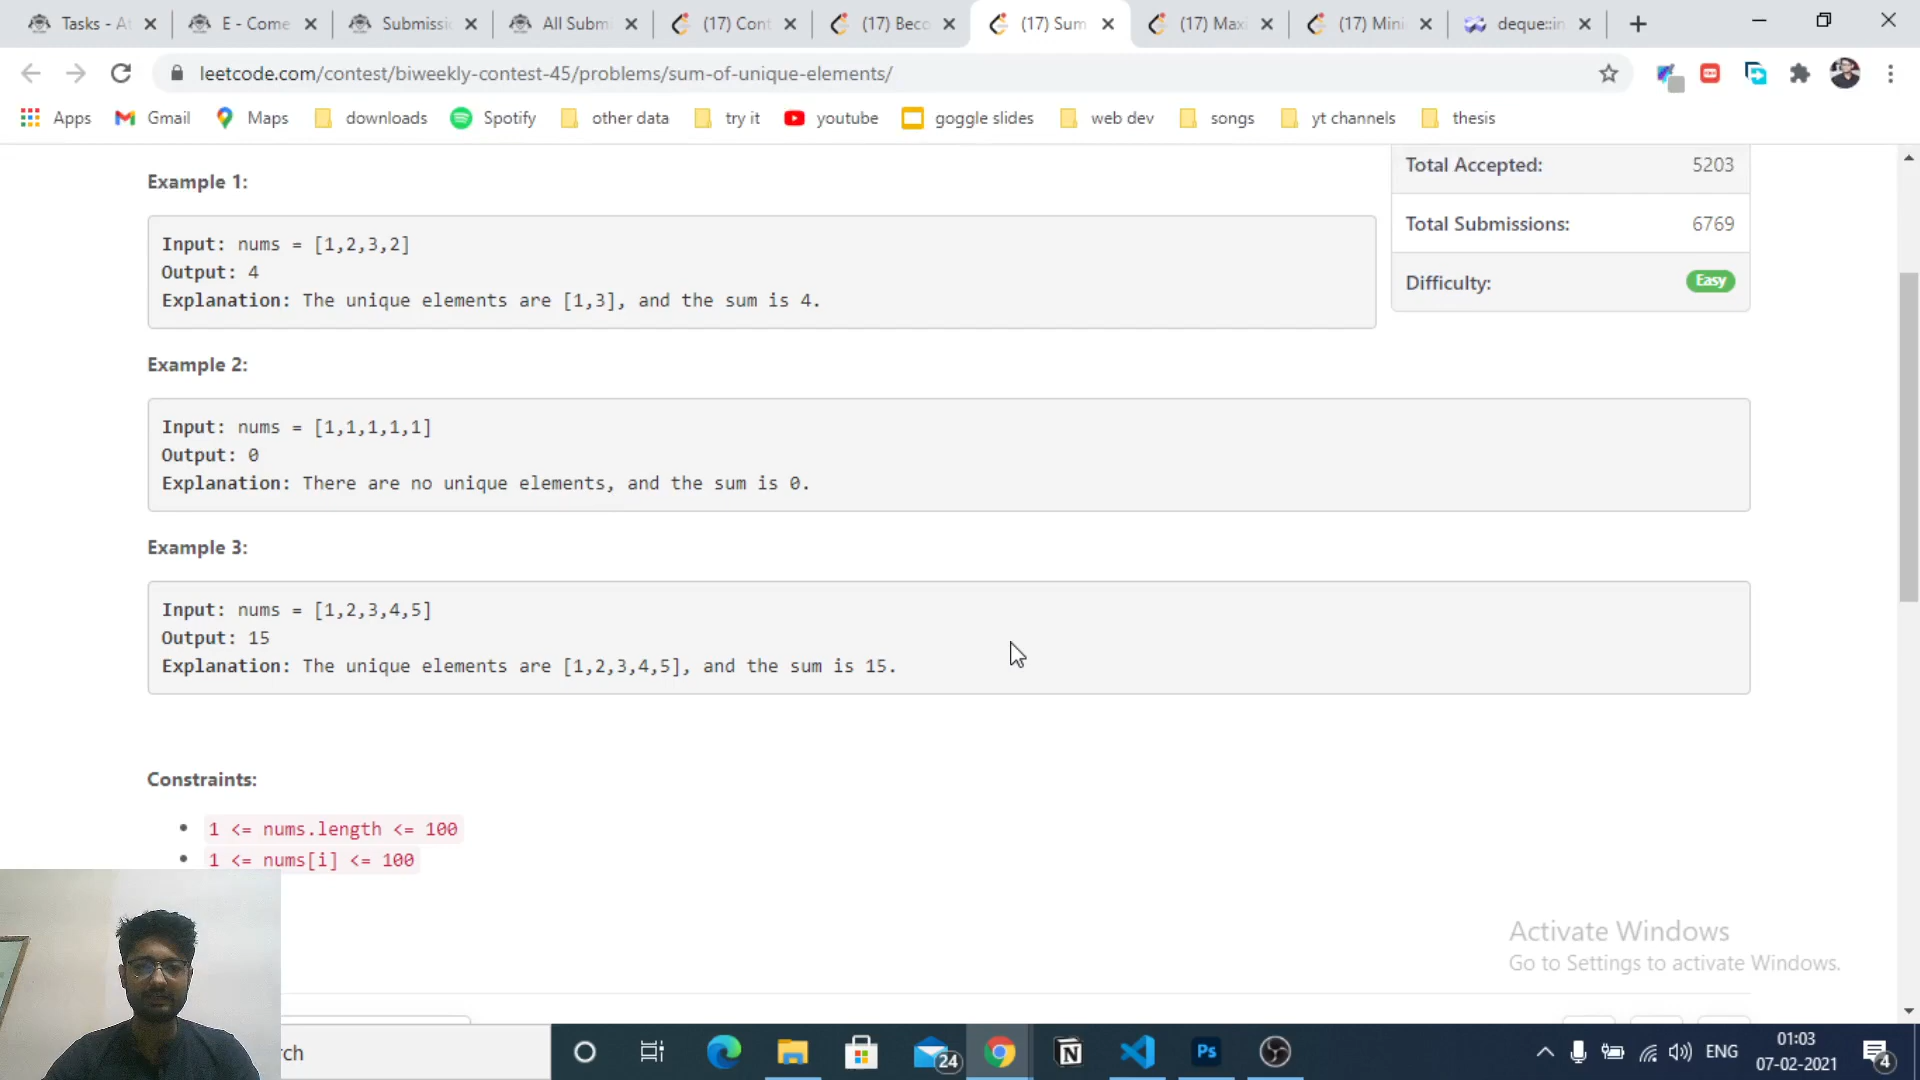 Tasks - At
E - Come
Submissi
All Subm
(17) Cont
(17) Beco
(17) Sum
(17) Max
(17) Mini
deque::in
leetcode.com/contest/biweekly-contest-45/problems/sum-of-unique-elements/
Apps
Gmail
Maps
downloads
Spotify
other data
try it
youtube
goggle slides
web dev
songs
yt channels
thesis
Example 1:
Input: nums = [1,2,3,2]
Output: 4
Explanation: The unique elements are [1,3], and the sum is 4.
Total Accepted: 5203
Total Submissions: 6769
Difficulty: Easy
Example 2:
Input: nums = [1,1,1,1,1]
Output: 0
Explanation: There are no unique elements, and the sum is 0.
Example 3:
Input: nums = [1,2,3,4,5]
Output: 15
Explanation: The unique elements are [1,2,3,4,5], and the sum is 15.
Constraints:
1 <= nums.length <= 100
1 <= nums[i] <= 100
Activate Windows
Go to Settings to activate Windows.
rch
24
Ps
ENG
01:03
07-02-2021
4